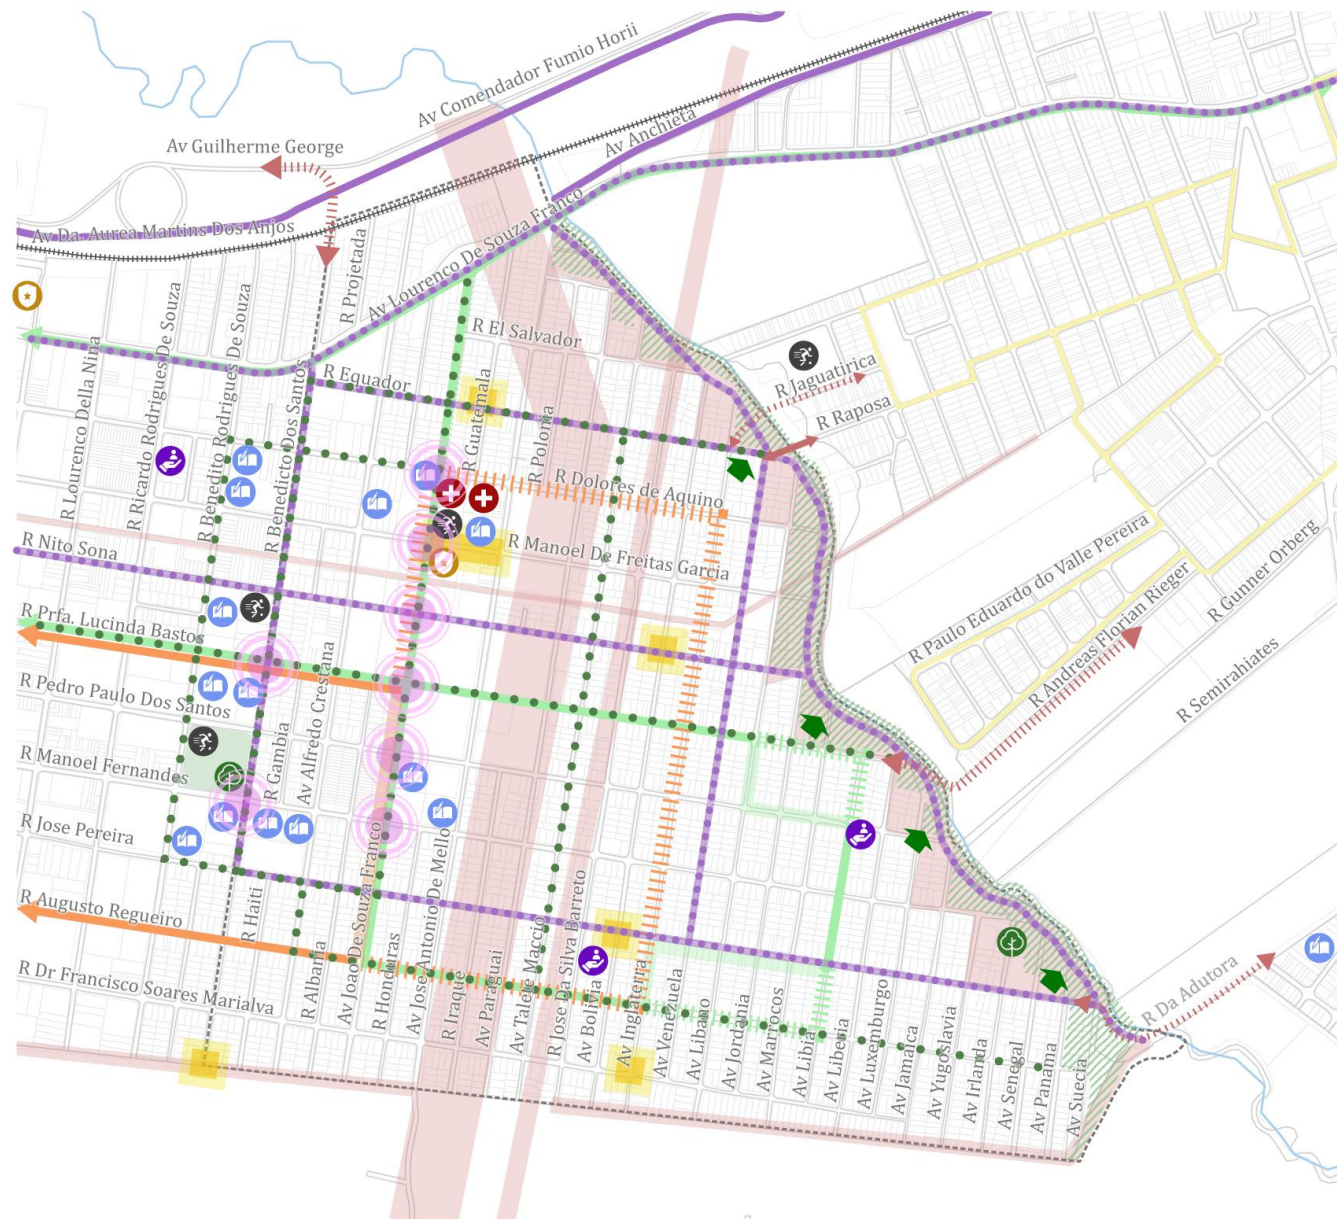 Av Comendador Fumio Horii
Av Guilherme George
Av Anchieta
Av Da. Aurea Martins Dos Anjos
R Projetada
Av Lourenco De Souza Franco
R El Salvador
R Equador
R Jaguatirica
R Raposa
R Lourenco Della Nina
R Ricardo Rodrigues De Souza
R Benedito Rodrigues De Souza
R Benedicto Dos Santos
R Guatemala
R Polonia
R Dolores de Aquino
R Manoel De Freitas Garcia
R Nito Sona
R Prfa. Lucinda Bastos
R Pedro Paulo Dos Santos
R Manoel Fernandes
R Jose Pereira
R Augusto Regueiro
R Dr Francisco Soares Marialva
R Paulo Eduardo do Valle Pereira
R Andreas Florian Rieger
R Gunner Orberg
R Semirahiates
R Gambia
Av Alfredo Crestana
R Haiti
R Albania
Av Joao De Souza Franco
R Honduras
Av Jose Antonio De Mello
R Iraque
Av Paraguai
Av Talete Maccio
R Jose Da Silva Barreto
Av Bolivia
Av Inglaterra
Av Venezuela
Av Libano
Av Jordania
Av Marrocos
Av Libia
Av Liberia
Av Luxemburgo
Av Jamaica
Av Yugoslavia
Av Irlanda
Av Senegal
Av Panama
Av Suecia
R Da Adutora